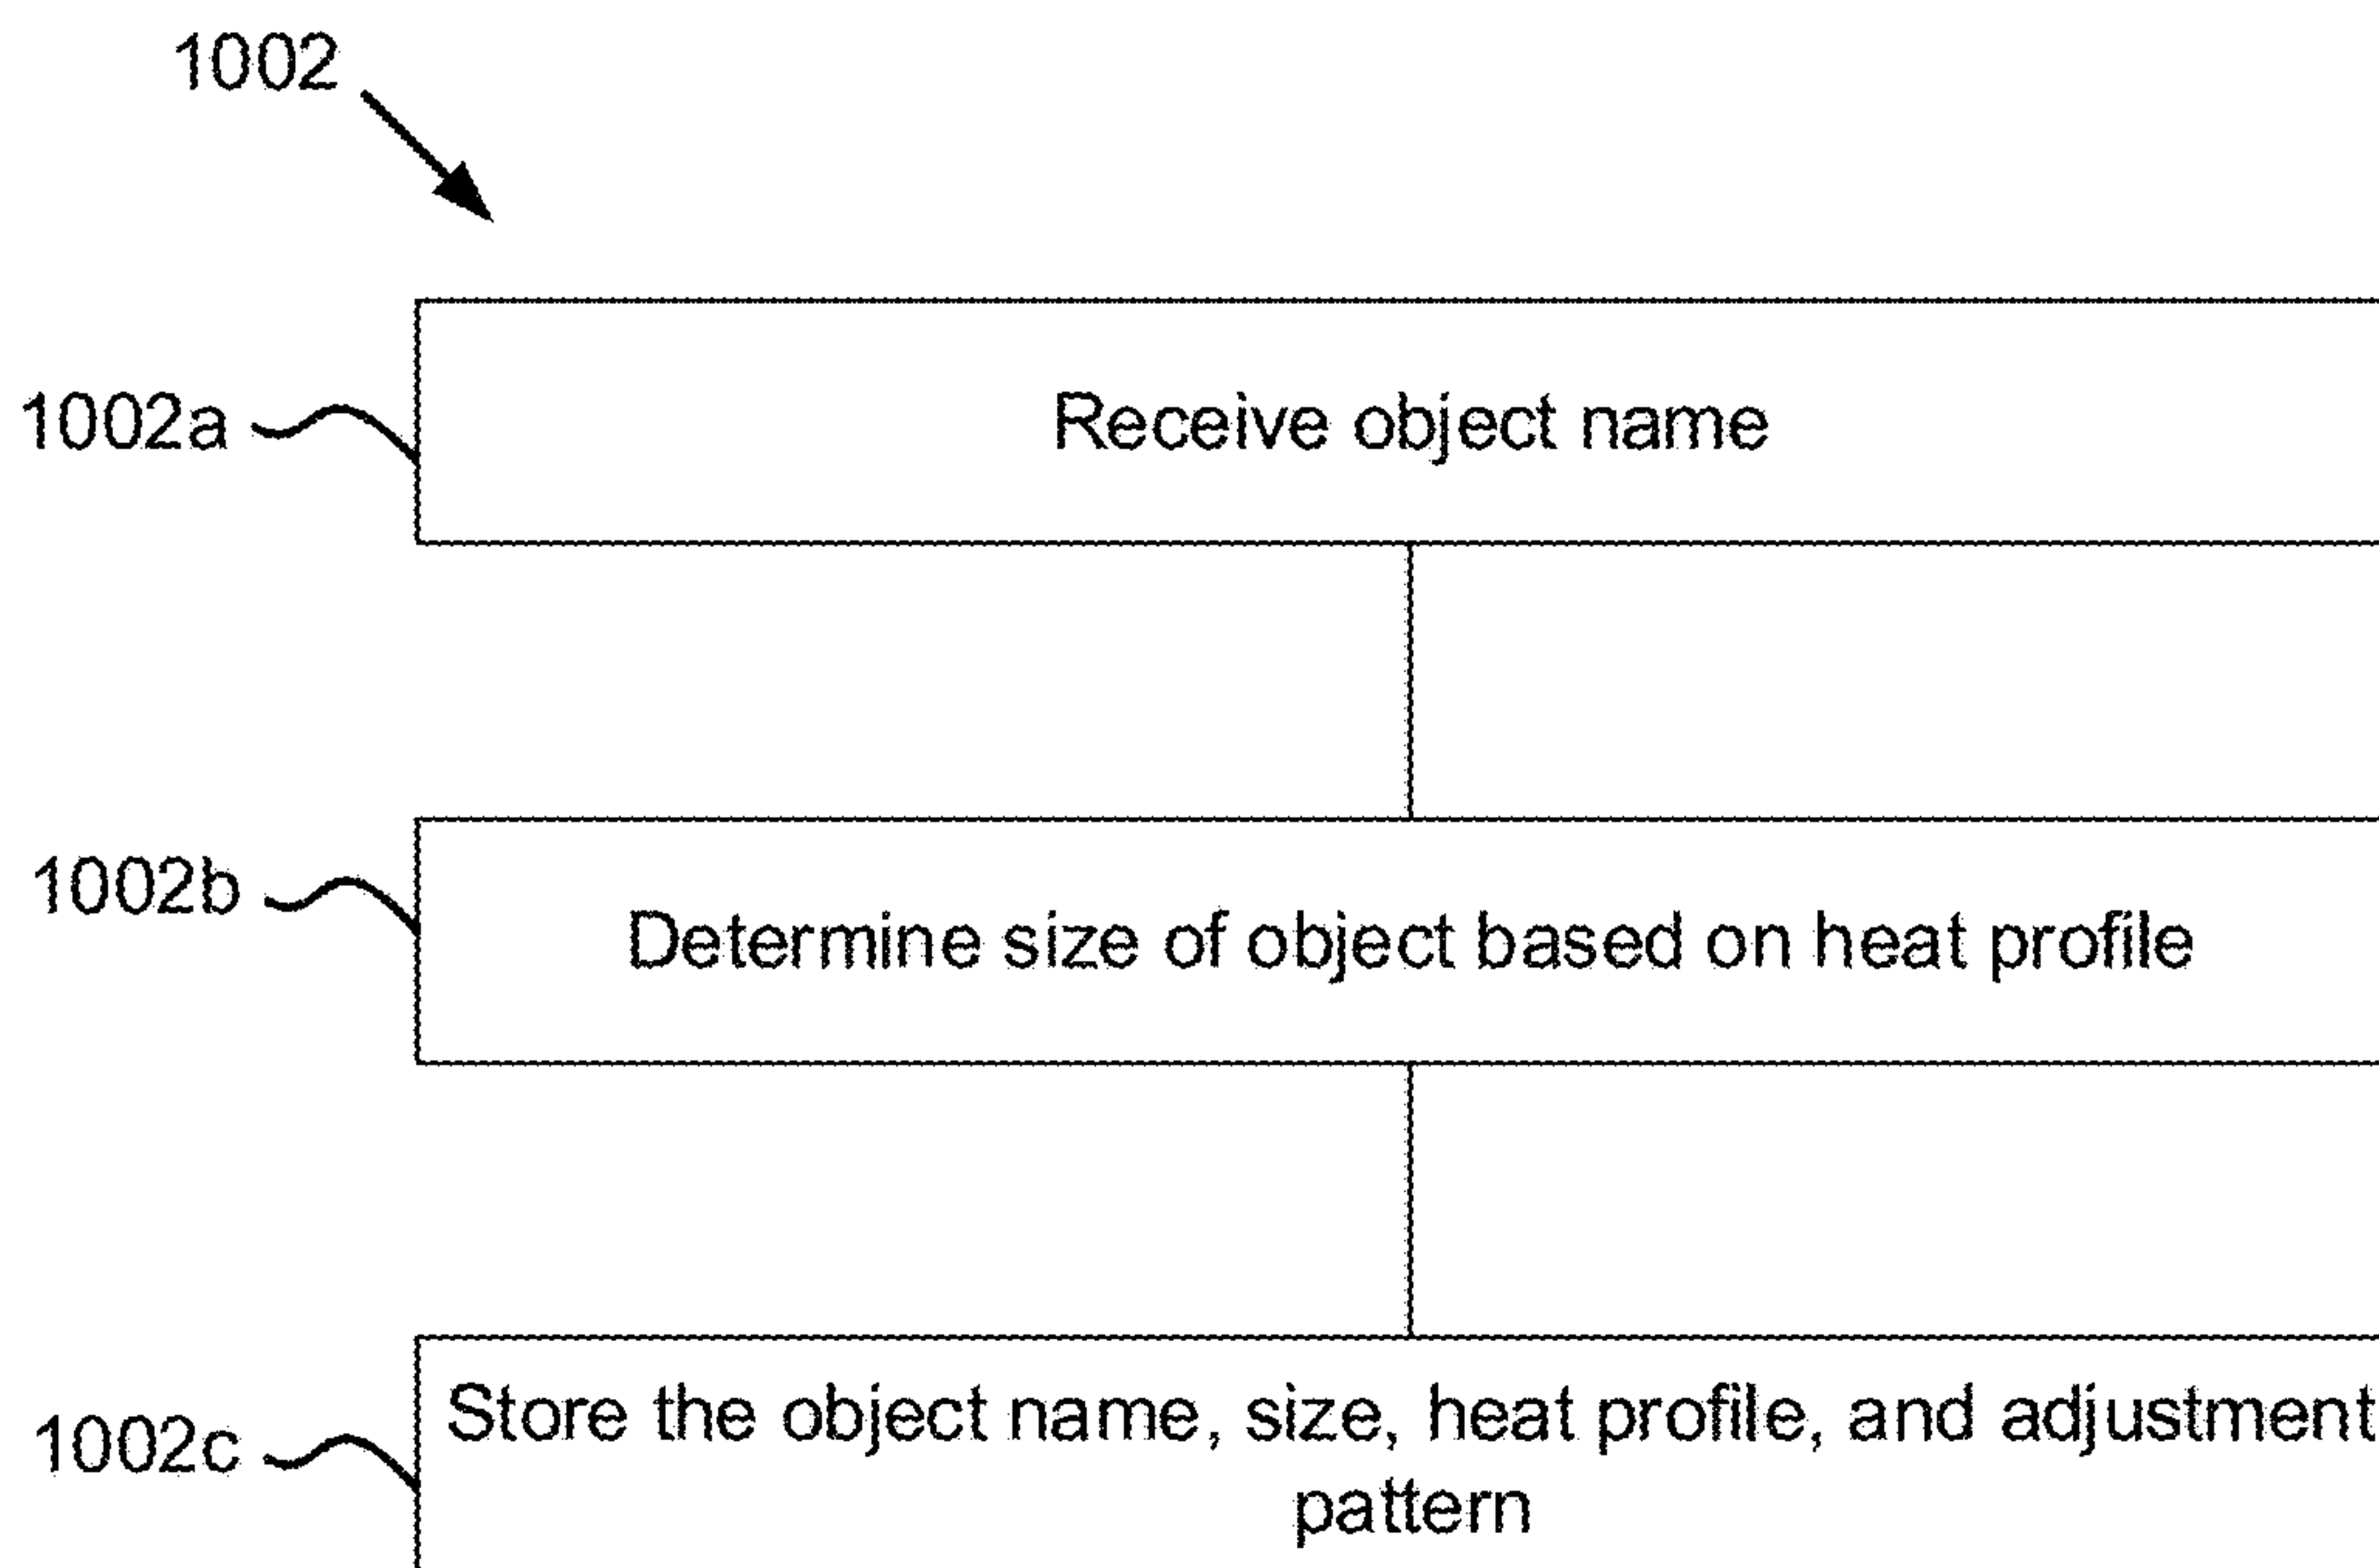 1002
1002a
Receive object name
1002b
Determine size of object based on heat profile
1002c
Store the object name, size, heat profile, and adjustment
pattern